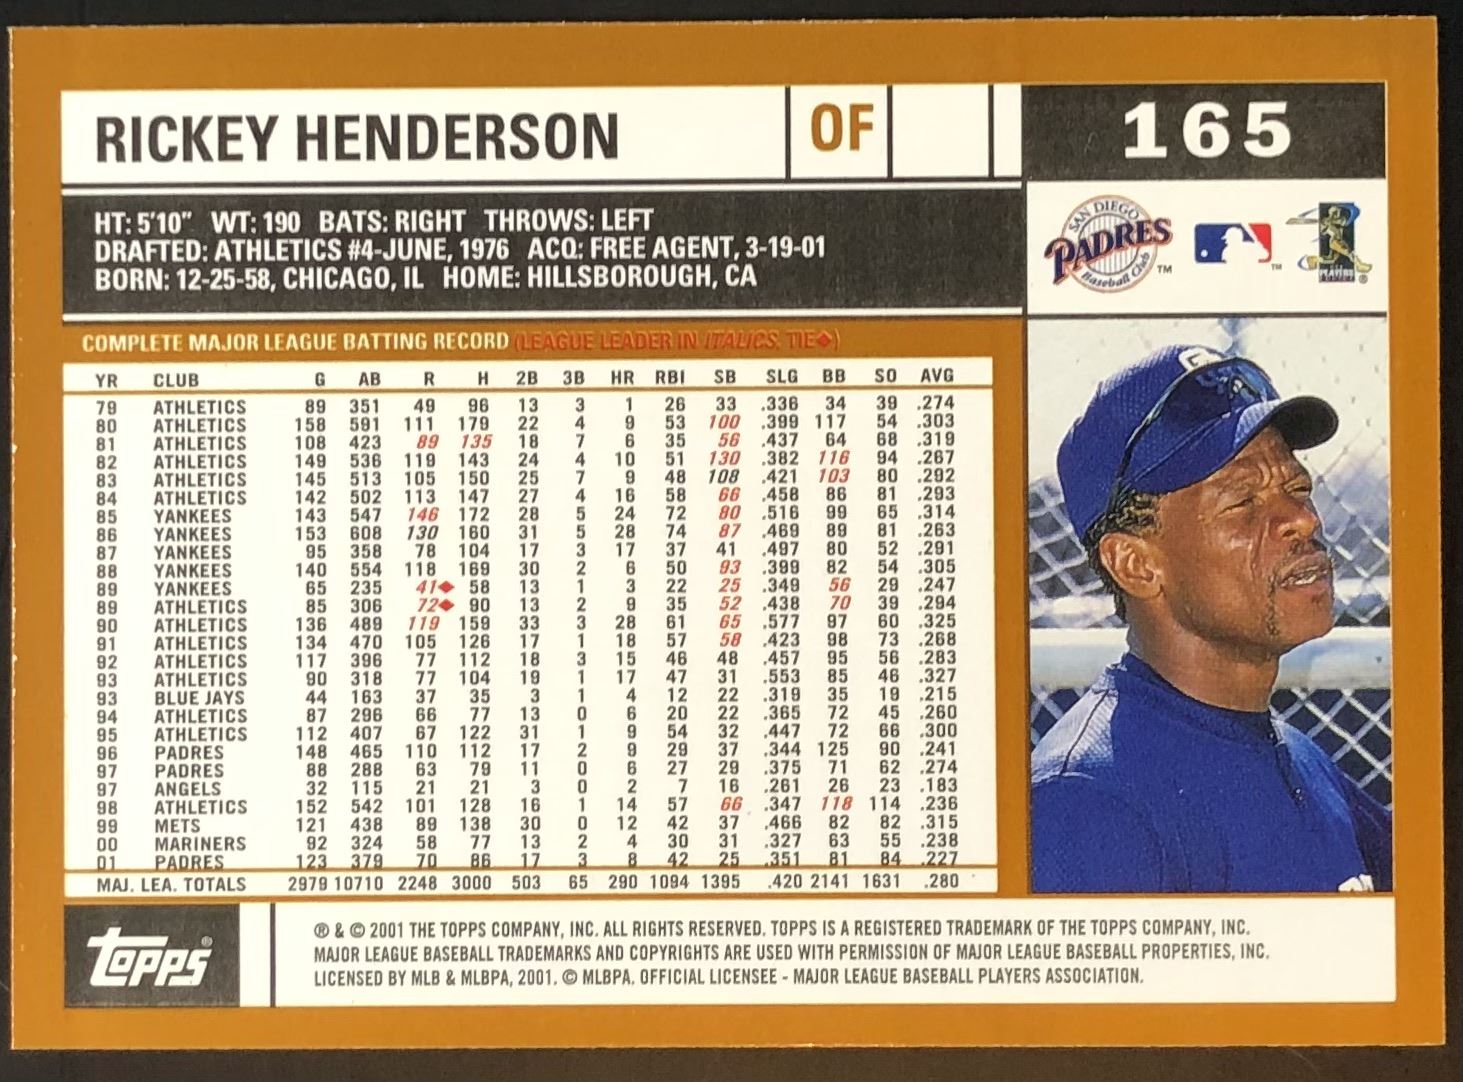 RICKEY HENDERSON OF 165
HT: 5'10" WT: 190 BATS: RIGHT THROWS: LEFT
DRAFTED: ATHLETICS #4-JUNE, 1976 ACQ: FREE AGENT, 3-19-01
BORN: 12-25-58, CHICAGO, IL HOME: HILLSBOROUGH, CA
SAN DIEGO
PADRES TM
Baseball Club
TM
PLAYERS
®
COMPLETE MAJOR LEAGUE BATTING RECORD (LEAGUE LEADER IN ITALICS, TIE◆)
YR CLUB G AB R H 2B 3B HR RBI SB SLG BB SO AVG
79 ATHLETICS 89 351 49 96 13 3 1 26 33 .336 34 39 .274
80 ATHLETICS 158 591 111 179 22 4 9 53 100 .399 117 54 .303
81 ATHLETICS 108 423 89 135 18 7 6 35 56 .437 64 68 .319
82 ATHLETICS 149 536 119 143 24 4 10 51 130 .382 116 94 .267
83 ATHLETICS 145 513 105 150 25 7 9 48 108 .421 103 80 .292
84 ATHLETICS 142 502 113 147 27 4 16 58 66 .458 86 81 .293
85 YANKEES 143 547 146 172 28 5 24 72 80 .516 99 65 .314
86 YANKEES 153 608 130 160 31 5 28 74 87 .469 89 81 .263
87 YANKEES 95 358 78 104 17 3 17 37 41 .497 80 52 .291
88 YANKEES 140 554 118 169 30 2 6 50 93 .399 82 54 .305
89 YANKEES 65 235 41◆ 58 13 1 3 22 25 .349 56 29 .247
89 ATHLETICS 85 306 72◆ 90 13 2 9 35 52 .438 70 39 .294
90 ATHLETICS 136 489 119 159 33 3 28 61 65 .577 97 60 .325
91 ATHLETICS 134 470 105 126 17 1 18 57 58 .423 98 73 .268
92 ATHLETICS 117 396 77 112 18 3 15 46 48 .457 95 56 .283
93 ATHLETICS 90 318 77 104 19 1 17 47 31 .553 85 46 .327
93 BLUE JAYS 44 163 37 35 3 1 4 12 22 .319 35 19 .215
94 ATHLETICS 87 296 66 77 13 0 6 20 22 .365 72 45 .260
95 ATHLETICS 112 407 67 122 31 1 9 54 32 .447 72 66 .300
96 PADRES 148 465 110 112 17 2 9 29 37 .344 125 90 .241
97 PADRES 88 288 63 79 11 0 6 27 29 .375 71 62 .274
97 ANGELS 32 115 21 21 3 0 2 7 16 .261 26 23 .183
98 ATHLETICS 152 542 101 128 16 1 14 57 66 .347 118 114 .236
99 METS 121 438 89 138 30 0 12 42 37 .466 82 82 .315
00 MARINERS 92 324 58 77 13 2 4 30 31 .327 63 55 .238
01 PADRES 123 379 70 86 17 3 8 42 25 .351 81 84 .227
MAJ. LEA. TOTALS 2979 10710 2248 3000 503 65 290 1094 1395 .420 2141 1631 .280
topps®
® & © 2001 THE TOPPS COMPANY, INC. ALL RIGHTS RESERVED. TOPPS IS A REGISTERED TRADEMARK OF THE TOPPS COMPANY, INC.
MAJOR LEAGUE BASEBALL TRADEMARKS AND COPYRIGHTS ARE USED WITH PERMISSION OF MAJOR LEAGUE BASEBALL PROPERTIES, INC.
LICENSED BY MLB & MLBPA, 2001. © MLBPA. OFFICIAL LICENSEE - MAJOR LEAGUE BASEBALL PLAYERS ASSOCIATION.